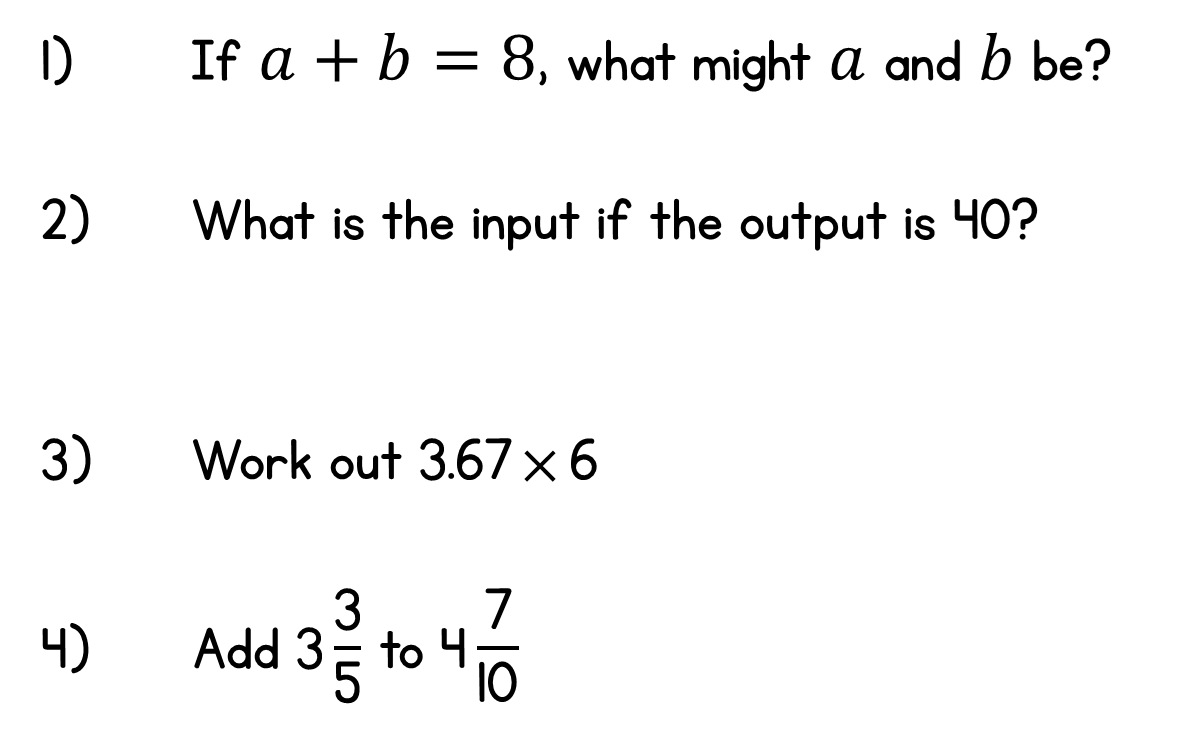 1) If a + b = 8, what might a and b be?
2) What is the input if the output is 40?
3) Work out 3.67 × 6
4) Add 3 3/5 to 4 7/10